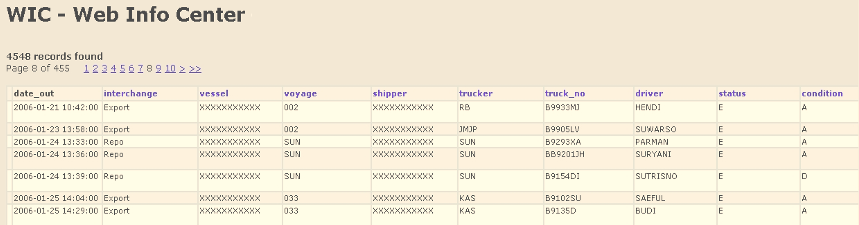 WIC - Web Info Center
4548 records found
Page 8 of 455 1 2 3 4 5 6 7 8 9 10 > >>
date_out interchange vessel voyage shipper trucker truck_no driver status condition
2006-01-21 10:42:00 Export XXXXXXXXXXX 002 XXXXXXXXXXX RB B9933MJ HENDI E A
2006-01-23 13:58:00 Export XXXXXXXXXXX 002 XXXXXXXXXXX JMJP B9905LV SUWARSO E A
2006-01-24 13:33:00 Repo XXXXXXXXXXX SUN XXXXXXXXXXX SUN B9293XA PARMAN E A
2006-01-24 13:36:00 Repo XXXXXXXXXXX SUN XXXXXXXXXXX SUN BB9201JH SURYANI E A
2006-01-24 13:39:00 Repo XXXXXXXXXXX SUN XXXXXXXXXXX SUN B9154DI SUTRISNO E D
2006-01-25 14:04:00 Export XXXXXXXXXXX 033 XXXXXXXXXXX KAS B9102SU SAEFUL E A
2006-01-25 14:29:00 Export XXXXXXXXXXX 033 XXXXXXXXXXX KAS B9135D BUDI E A